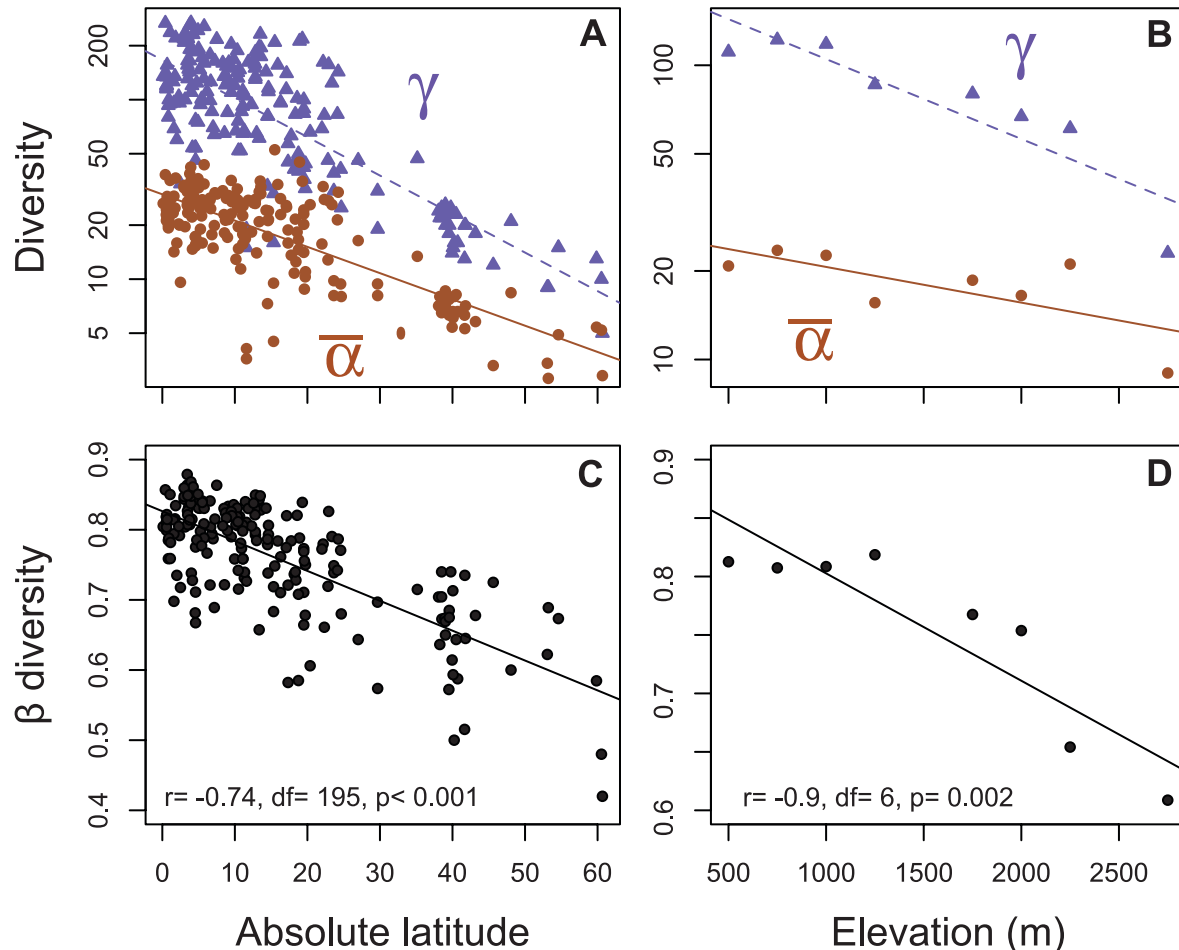 Diversity
200
50
20
10
5
A
γ
α
100
50
20
10
B
γ
α
β diversity
0.9
0.8
0.7
0.6
0.5
0.4
C
r= -0.74, df= 195, p< 0.001
0 10 20 30 40 50 60
Absolute latitude
0.9
0.8
0.7
0.6
D
r= -0.9, df= 6, p= 0.002
500 1000 1500 2000 2500
Elevation (m)